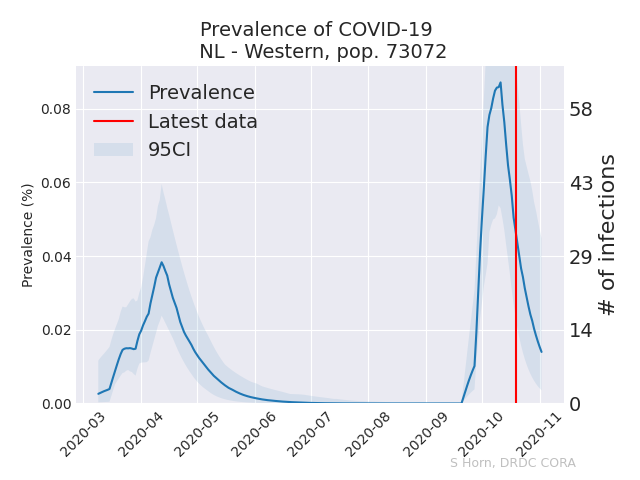 Prevalence of COVID-19
NL - Western, pop. 73072
Prevalence
Latest data
95CI
Prevalence (%)
0.08
0.06
0.04
0.02
0.00
58
43
29
14
0
# of infections
2020-03
2020-04
2020-05
2020-06
2020-07
2020-08
2020-09
2020-10
2020-11
S Horn, DRDC CORA